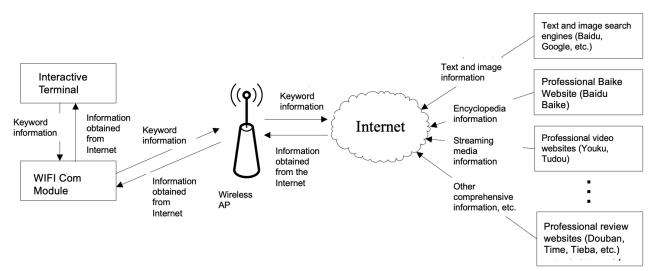 Text and image search
engines (Baidu,
Google, etc.)
Text and image
information
Interactive
Terminal
Keyword
information
Professional Baike
Website (Baidu
Baike)
Encyclopedia
information
Keyword
information
Information
obtained
from
Internet
Keyword
information
Internet
Streaming
media
information
Professional video
websites (Youku,
Tudou)
Information
obtained
from the
Internet
Information
obtained
from
Internet
WIFI Com
Module
Wireless
AP
Other
comprehensive
information, etc.
Professional review
websites (Douban,
Time, Tieba, etc.)